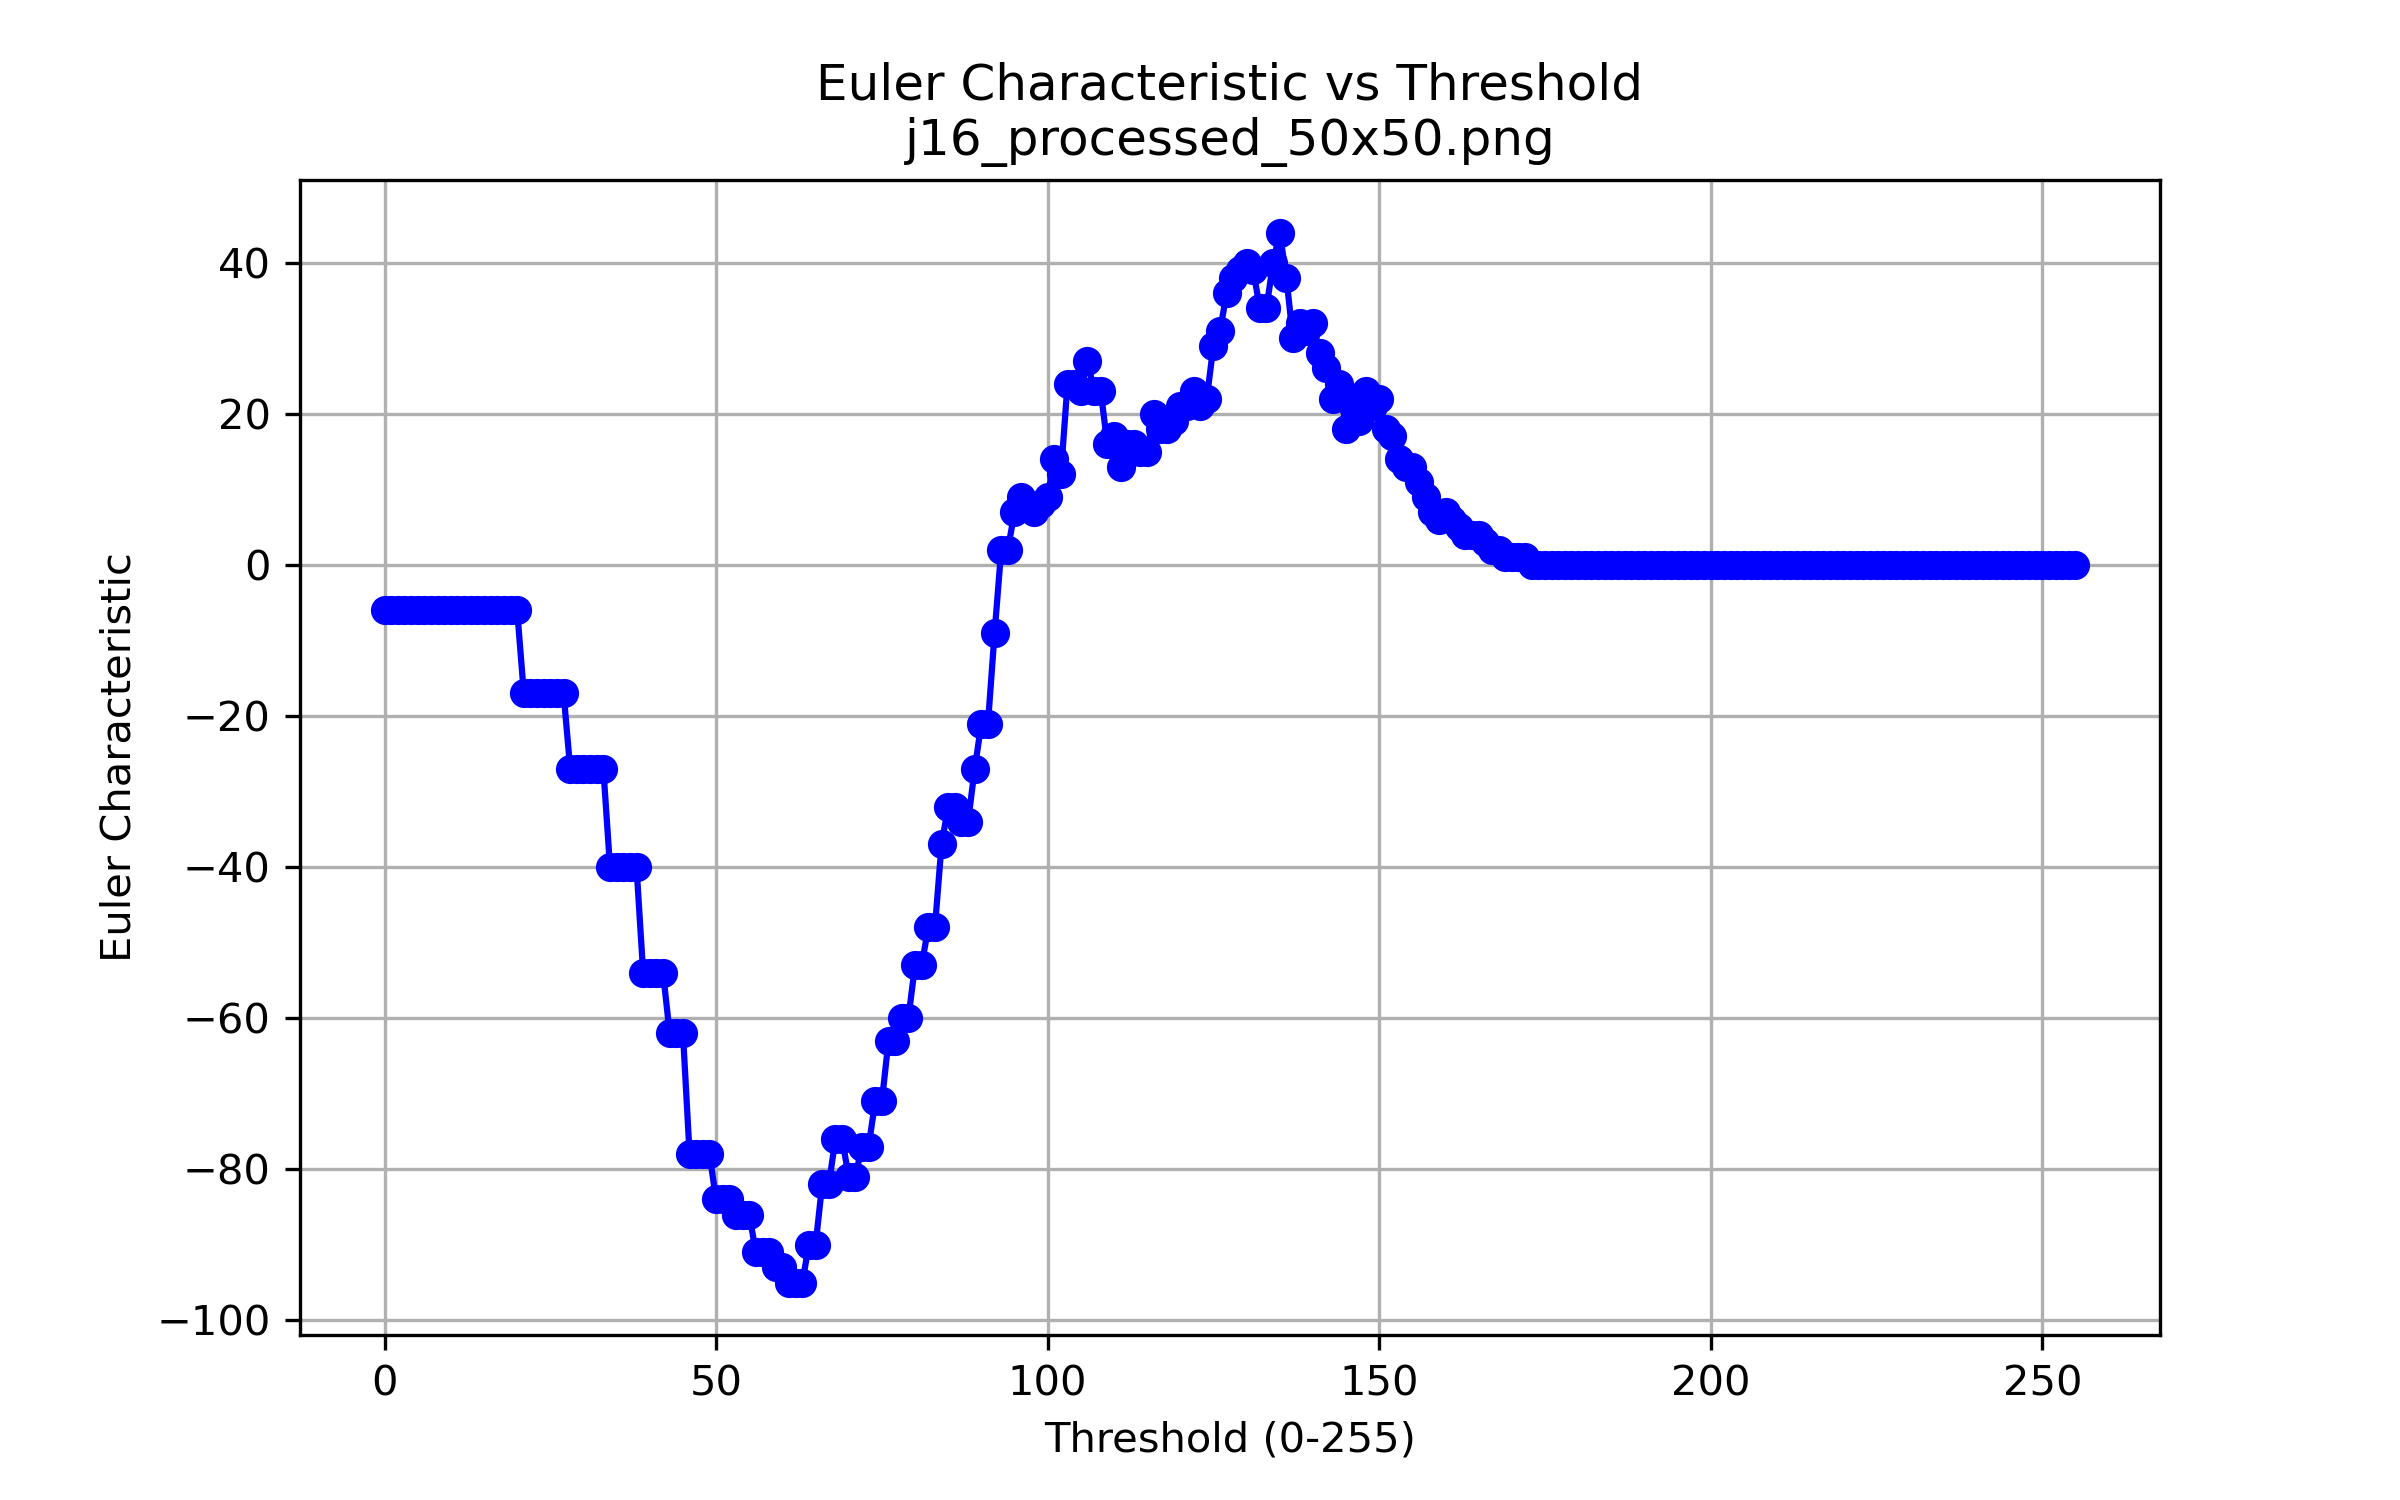 Euler Characteristic vs Threshold
j16_processed_50x50.png
Euler Characteristic
40
20
0
−20
−40
−60
−80
−100
0 50 100 150 200 250
Threshold (0-255)